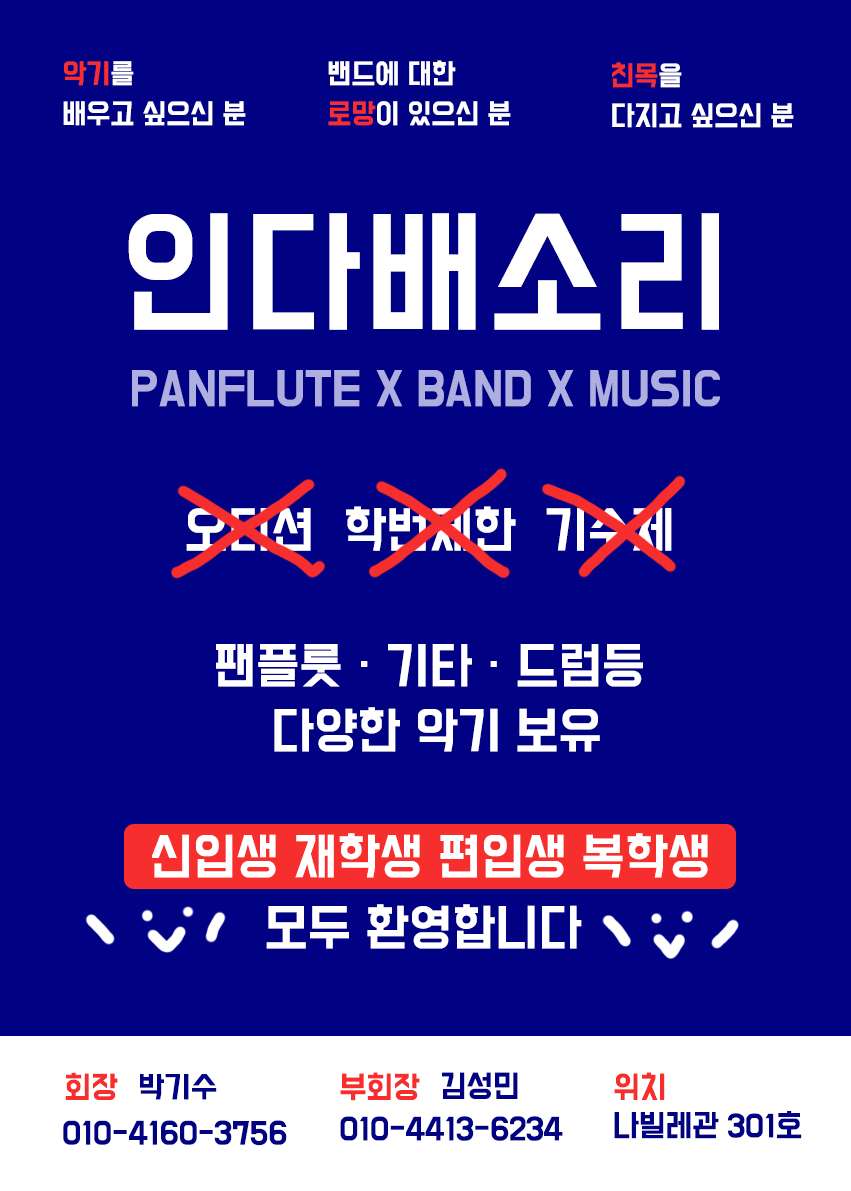 악기를
배우고 싶으신 분
밴드에 대한
로망이 있으신 분
친목을
다지고 싶으신 분
인다배소리
PANFLUTE X BAND X MUSIC
오디션 학번제한 기수제
팬플룻 · 기타 · 드럼등
다양한 악기 보유
신입생 재학생 편입생 복학생
모두 환영합니다
회장 박기수
010-4160-3756
부회장 김성민
010-4413-6234
위치
나빌레관 301호